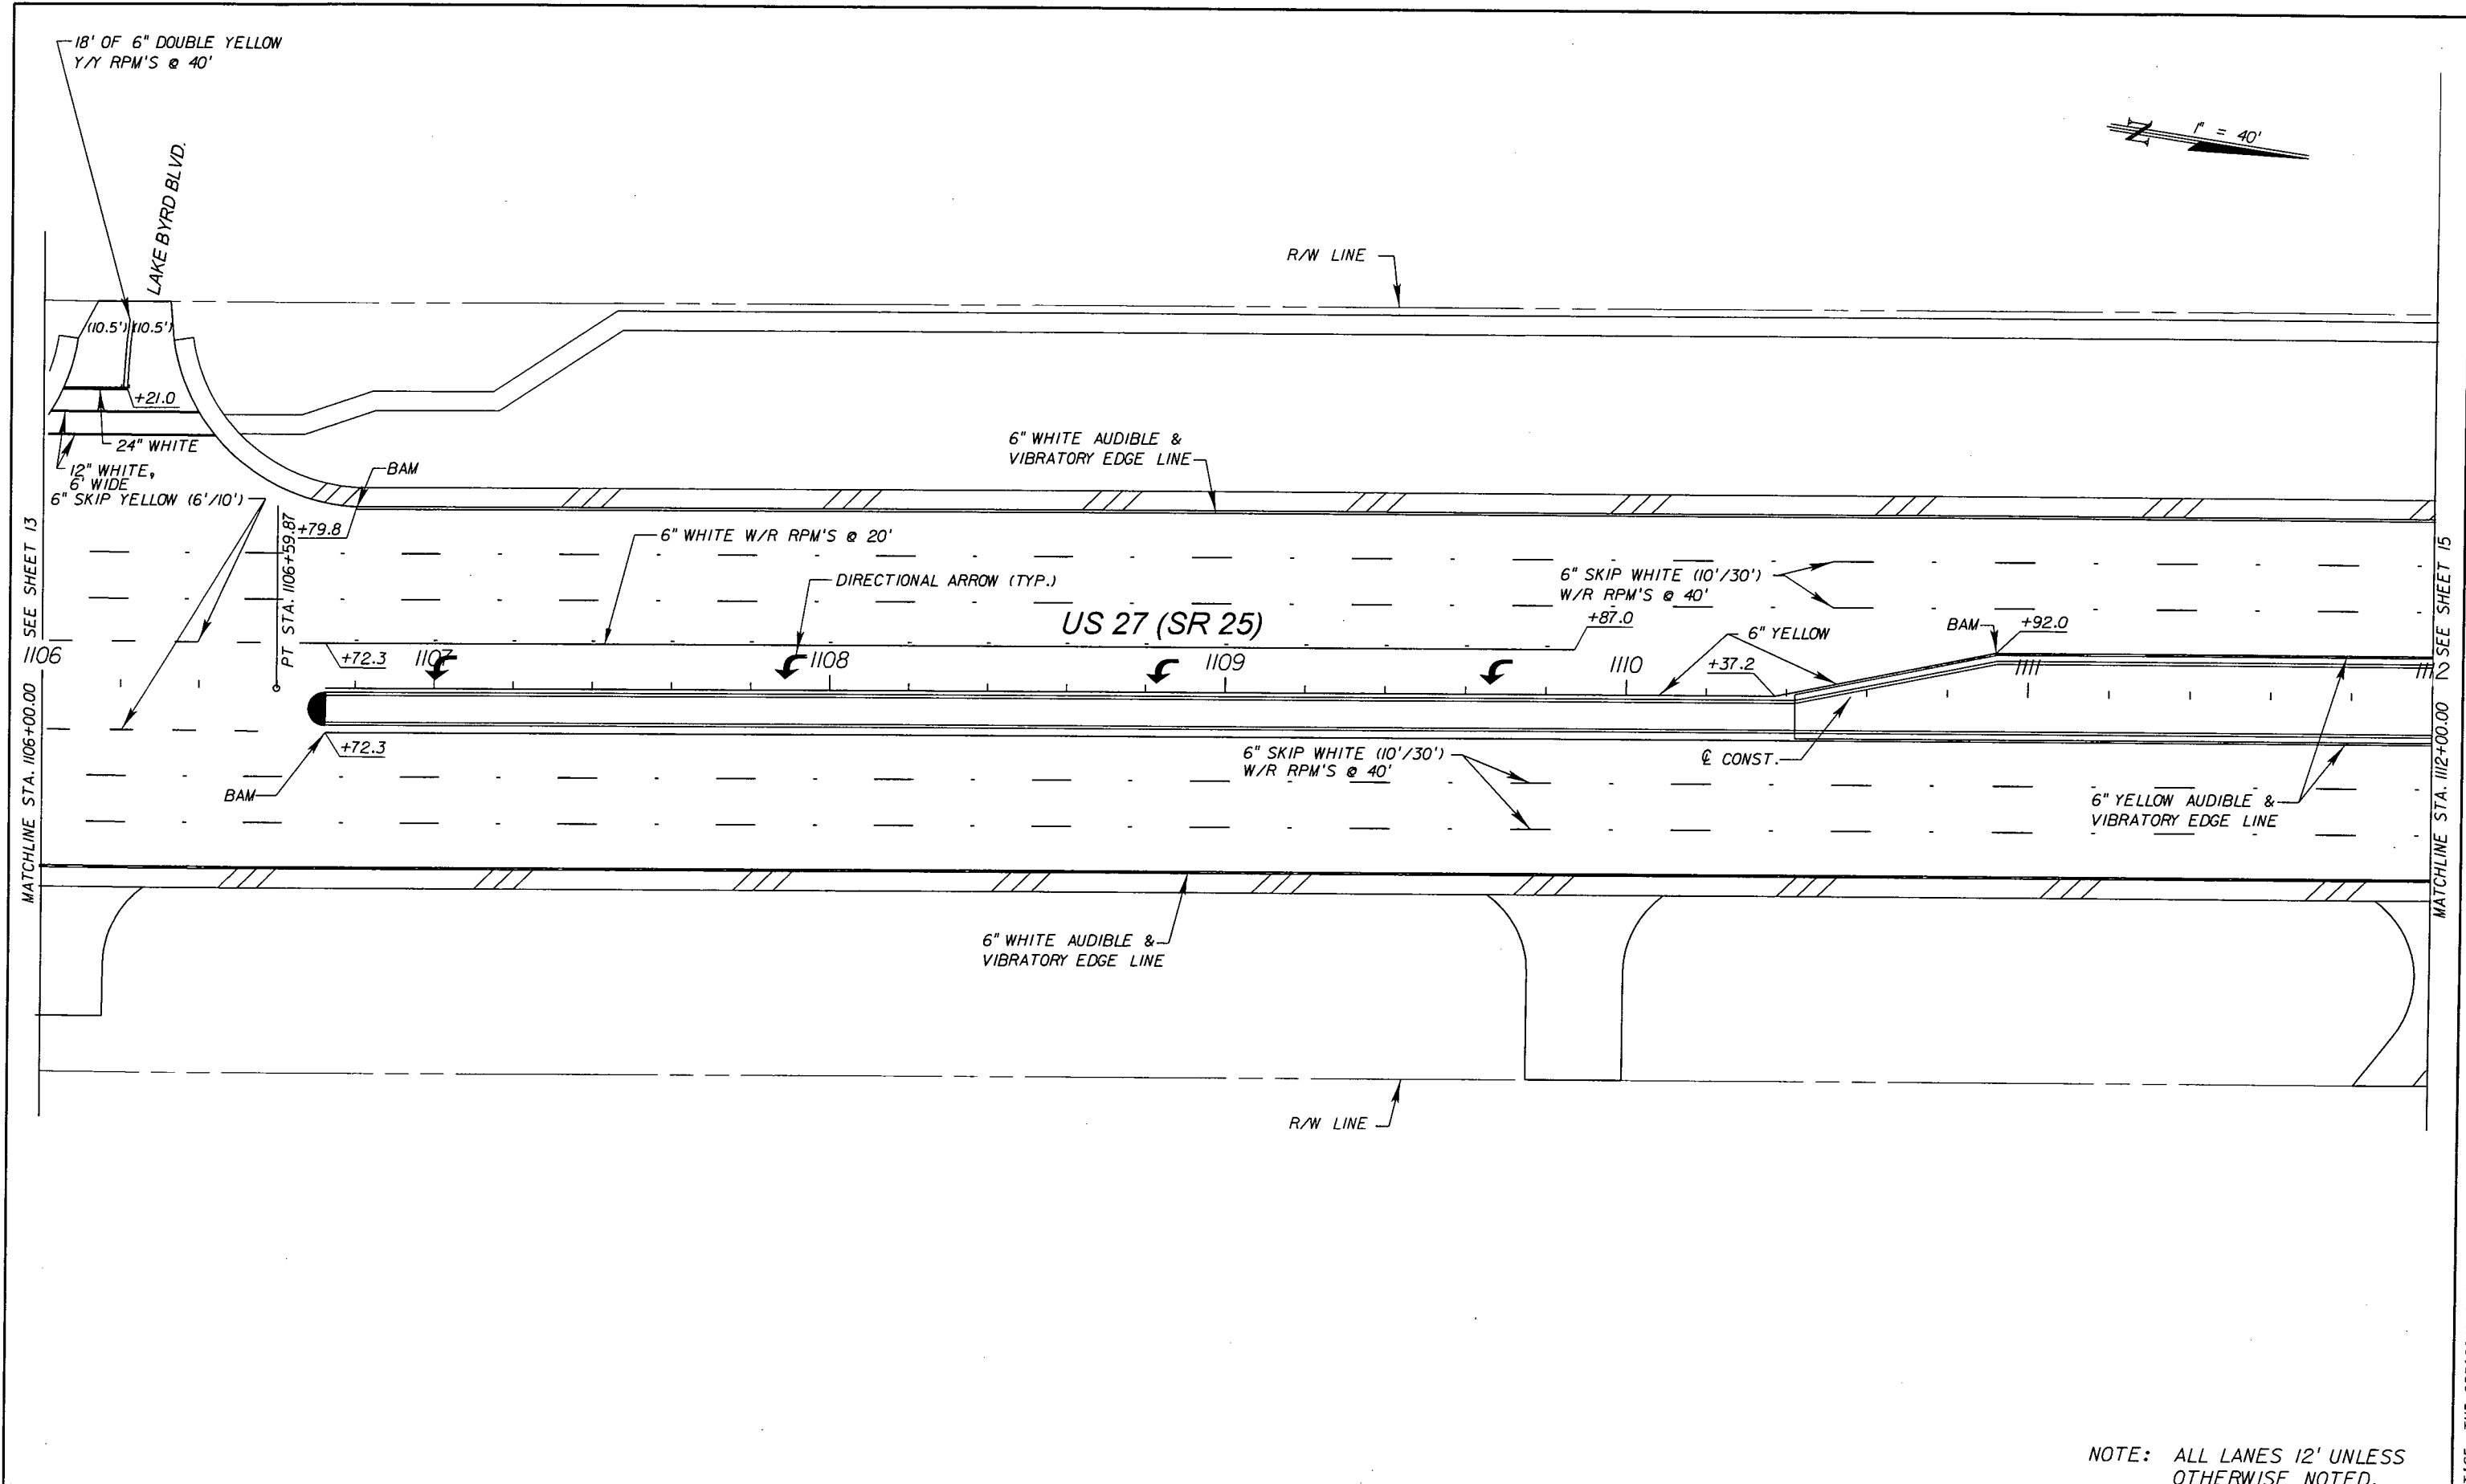 18' OF 6" DOUBLE YELLOW
Y/Y RPM'S @ 40'
LAKE BYRD BLVD.
N
1" = 40'
R/W LINE
(10.5')
(10.5')
+21.0
24" WHITE
12" WHITE,
6' WIDE
6" SKIP YELLOW (6'/10')
BAM
6" WHITE AUDIBLE &
VIBRATORY EDGE LINE
+79.8
PT STA. 1106+59.87
6" WHITE W/R RPM'S @ 20'
DIRECTIONAL ARROW (TYP.)
6" SKIP WHITE (10'/30')
W/R RPM'S @ 40'
US 27 (SR 25)
+87.0
6" YELLOW
BAM
+92.0
MATCHLINE STA. 1106+00.00 SEE SHEET 13
MATCHLINE STA. 1112+00.00 SEE SHEET 15
1106
+72.3
1107
1108
1109
1110
+37.2
1111
1112
+72.3
BAM
6" SKIP WHITE (10'/30')
W/R RPM'S @ 40'
℄ CONST.
6" YELLOW AUDIBLE &
VIBRATORY EDGE LINE
6" WHITE AUDIBLE &
VIBRATORY EDGE LINE
R/W LINE
NOTE: ALL LANES 12' UNLESS
OTHERWISE NOTED.